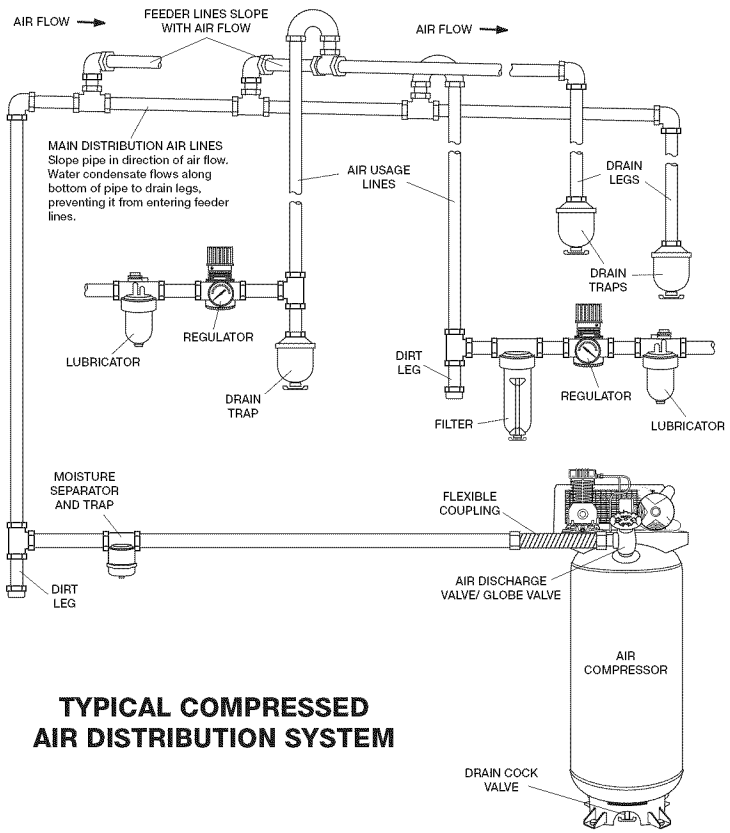 AIR FLOW
FEEDER LINES SLOPE
WITH AIR FLOW
AIR FLOW
MAIN DISTRIBUTION AIR LINES
Slope pipe in direction of air flow.
Water condensate flows along
bottom of pipe to drain legs,
preventing it from entering feeder
lines.
AIR USAGE
LINES
DRAIN
LEGS
DRAIN
TRAPS
REGULATOR
LUBRICATOR
DRAIN
TRAP
DIRT
LEG
FILTER
REGULATOR
LUBRICATOR
MOISTURE
SEPARATOR
AND TRAP
FLEXIBLE
COUPLING
DIRT
LEG
AIR DISCHARGE
VALVE/ GLOBE VALVE
AIR
COMPRESSOR
TYPICAL COMPRESSED
AIR DISTRIBUTION SYSTEM
DRAIN COCK
VALVE